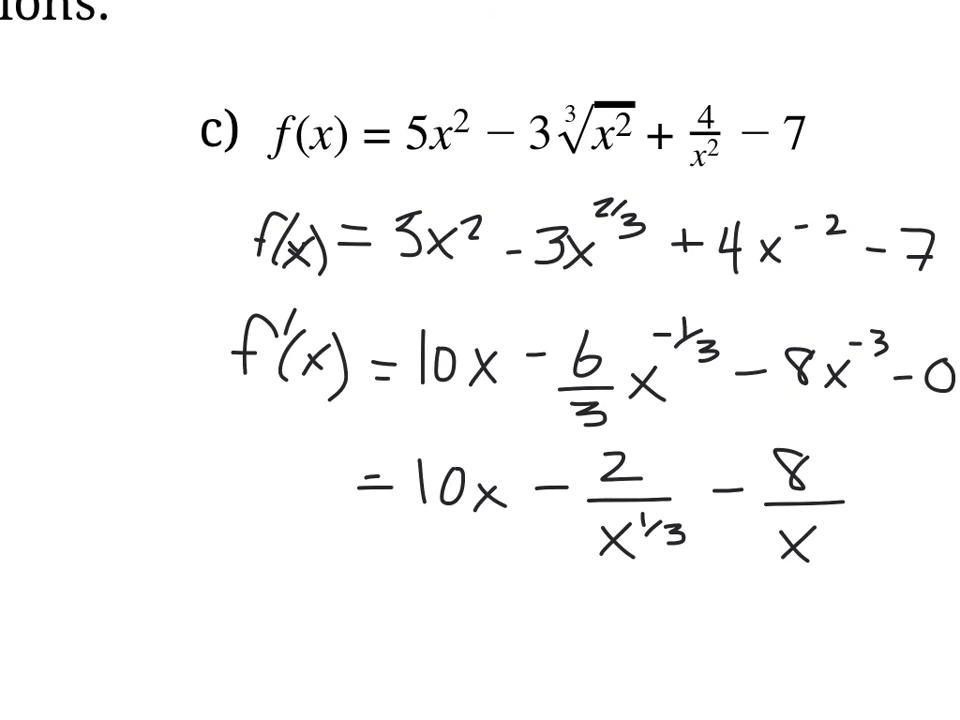 ions.
c) f(x) = 5x² − 3∛x² + 4/x² − 7
f(x) = 5x² - 3x^2/3 + 4x^-2 - 7
f'(x) = 10x - 6/3 x^-1/3 - 8x^-3 - 0
= 10x - 2/x^1/3 - 8/x